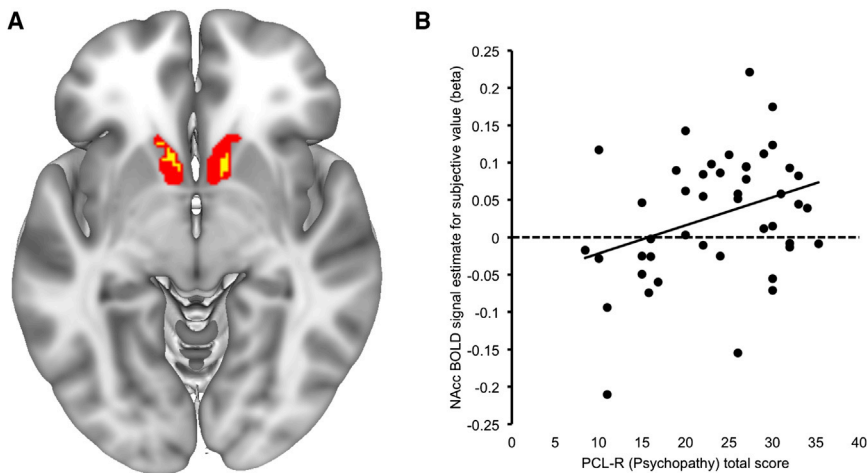 A
B
NAcc BOLD signal estimate for subjective value (beta)
0.25
0.2
0.15
0.1
0.05
0
-0.05
-0.1
-0.15
-0.2
-0.25
0 5 10 15 20 25 30 35 40
PCL-R (Psychopathy) total score